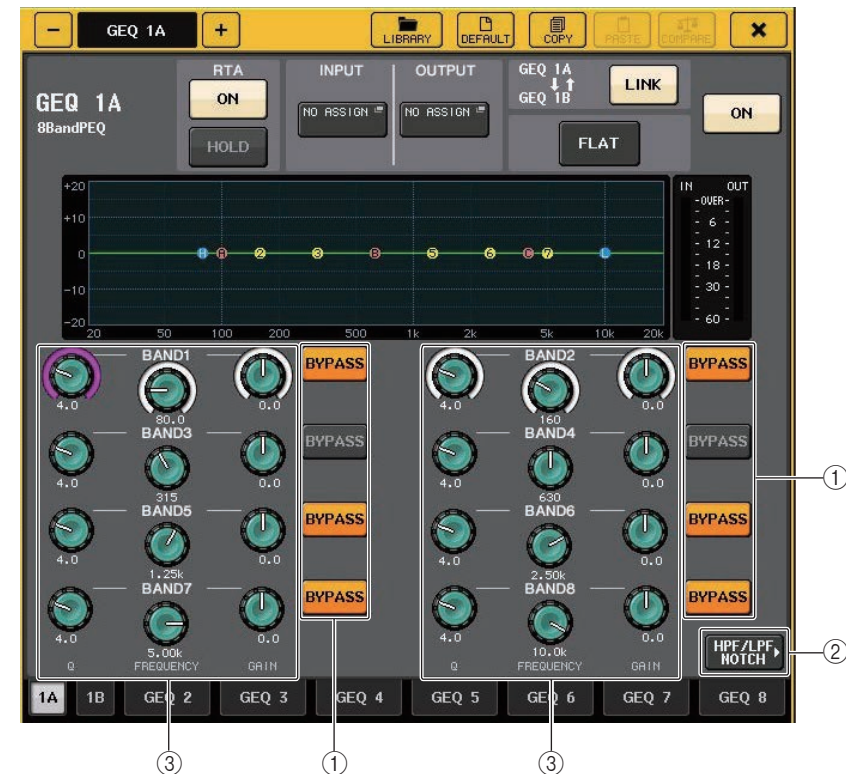 − GEQ 1A + LIBRARY DEFAULT COPY PASTE COMPARE ×
GEQ 1A
8BandPEQ
RTA
ON
HOLD
INPUT
NO ASSIGN
OUTPUT
NO ASSIGN
GEQ 1A
GEQ 1B
LINK
FLAT
ON
+20
+10
0
−10
−20
20 50 100 200 500 1k 2k 5k 10k 20k
H A 2 3 B 5 6 C 7 L
IN OUT
-OVER-
6
12
18
30
60
BAND1
4.0 80.0 0.0
BYPASS
BAND2
4.0 160 0.0
BYPASS
BAND3
4.0 315 0.0
BYPASS
BAND4
4.0 630 0.0
BYPASS
BAND5
4.0 1.25k 0.0
BYPASS
BAND6
4.0 2.50k 0.0
BYPASS
BAND7
4.0 5.00k 0.0
BYPASS
BAND8
4.0 10.0k 0.0
BYPASS
Q FREQUENCY GAIN
Q FREQUENCY GAIN
HPF/LPF
NOTCH
1A 1B GEQ 2 GEQ 3 GEQ 4 GEQ 5 GEQ 6 GEQ 7 GEQ 8
①
②
③ ① ③